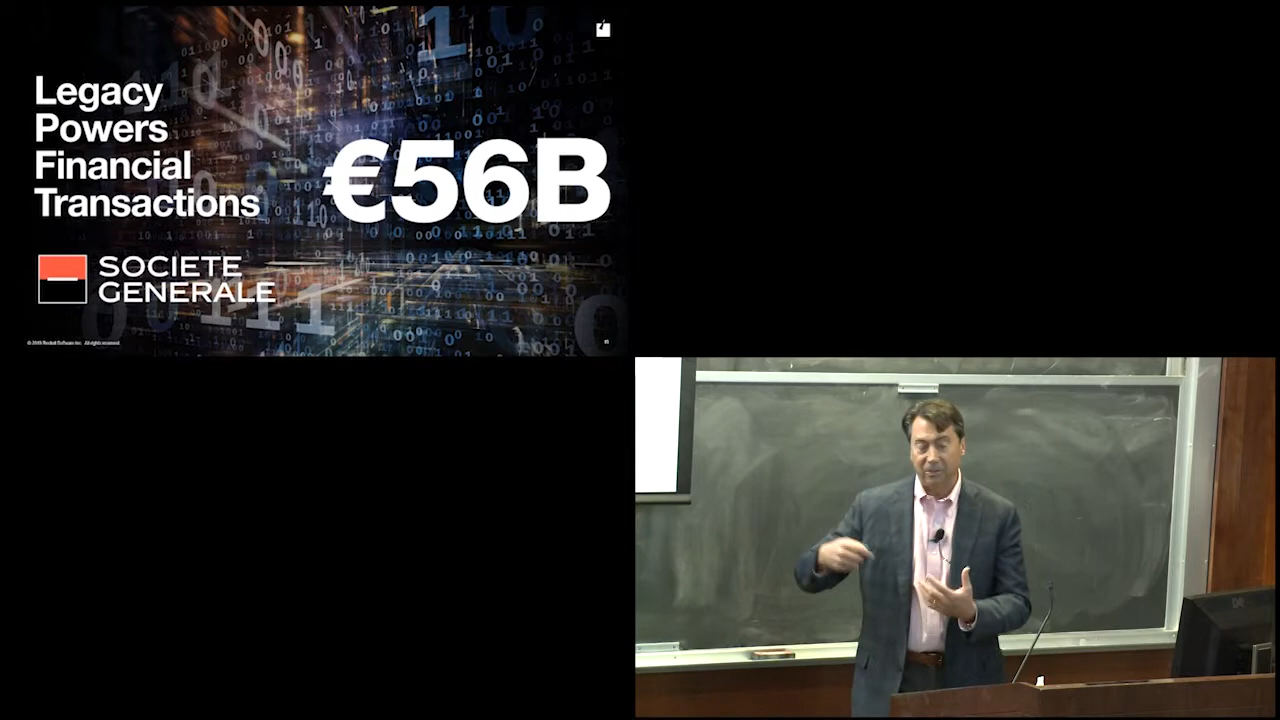 Legacy
Powers
Financial
Transactions
€56B
SOCIETE
GENERALE